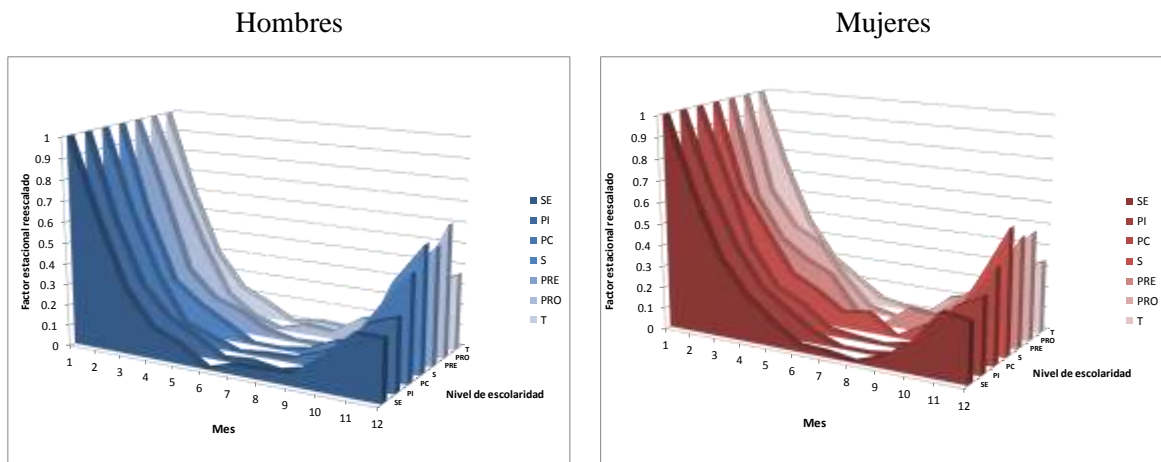 Hombres
Factor estacional reescalado
1
0.9
0.8
0.7
0.6
0.5
0.4
0.3
0.2
0.1
0
1 2 3 4 5 6 7 8 9 10 11 12
Mes
SE PI PC S PRE PRO T
Nivel de escolaridad
SE
PI
PC
S
PRE
PRO
T
Mujeres
Factor estacional reescalado
1
0.9
0.8
0.7
0.6
0.5
0.4
0.3
0.2
0.1
0
1 2 3 4 5 6 7 8 9 10 11 12
Mes
SE PI PC S PRE PRO T
Nivel de escolaridad
SE
PI
PC
S
PRE
PRO
T